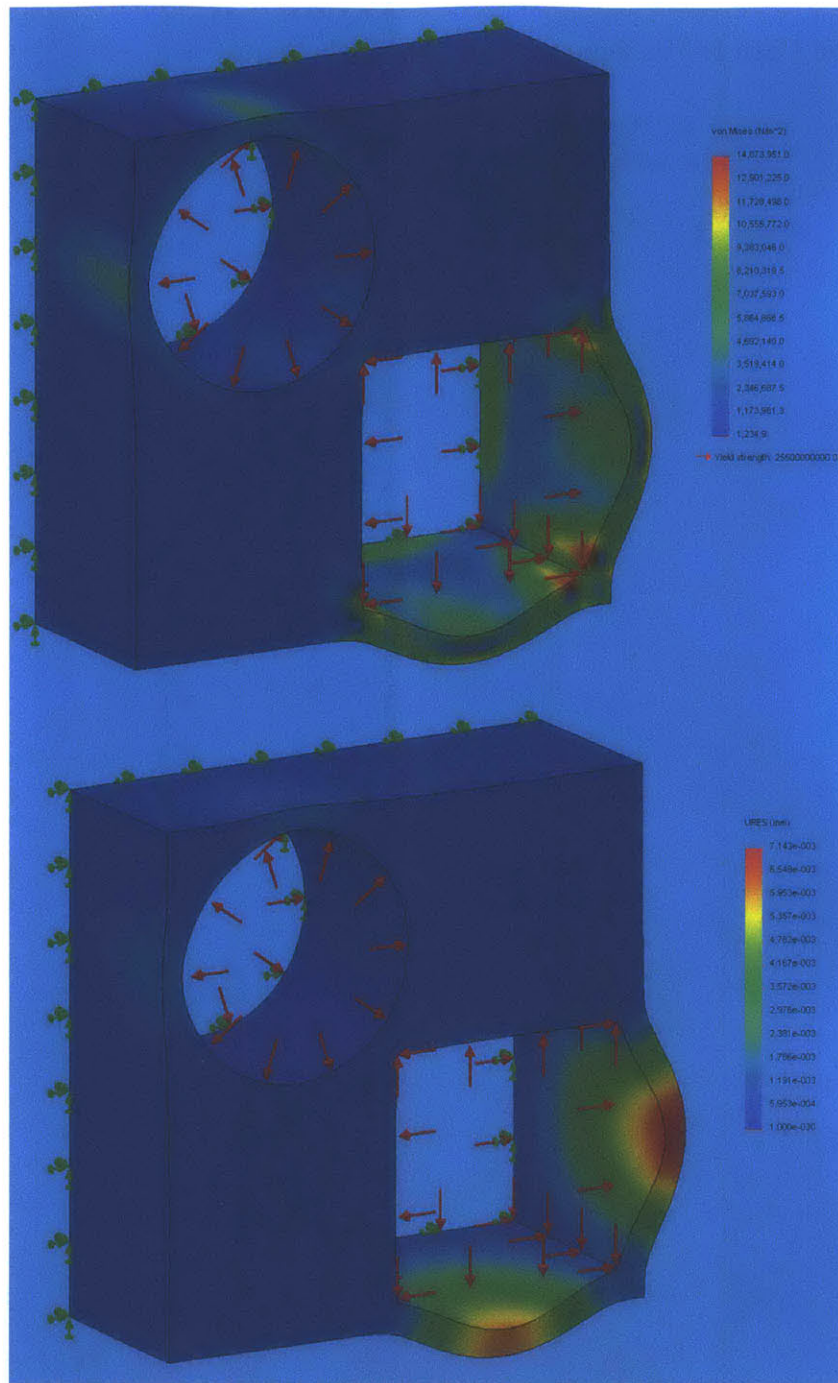 von Mises (N/m^2)
14,073,951.0
12,901,225.0
11,728,498.0
10,555,772.0
9,383,046.0
8,210,319.5
7,037,593.0
5,864,866.5
4,692,140.0
3,519,414.0
2,346,687.5
1,173,961.3
1,234.9
Yield strength: 25600000000.0
URES (mm)
7.143e-003
6.548e-003
5.953e-003
5.357e-003
4.762e-003
4.167e-003
3.572e-003
2.976e-003
2.381e-003
1.786e-003
1.191e-003
5.953e-004
1.000e-030